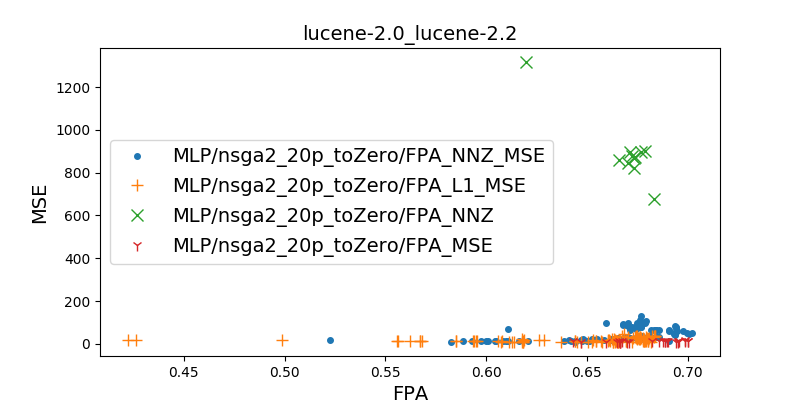 lucene-2.0_lucene-2.2
1200
1000
800
600
400
200
0
MSE
MLP/nsga2_20p_toZero/FPA_NNZ_MSE
MLP/nsga2_20p_toZero/FPA_L1_MSE
MLP/nsga2_20p_toZero/FPA_NNZ
MLP/nsga2_20p_toZero/FPA_MSE
0.45 0.50 0.55 0.60 0.65 0.70
FPA